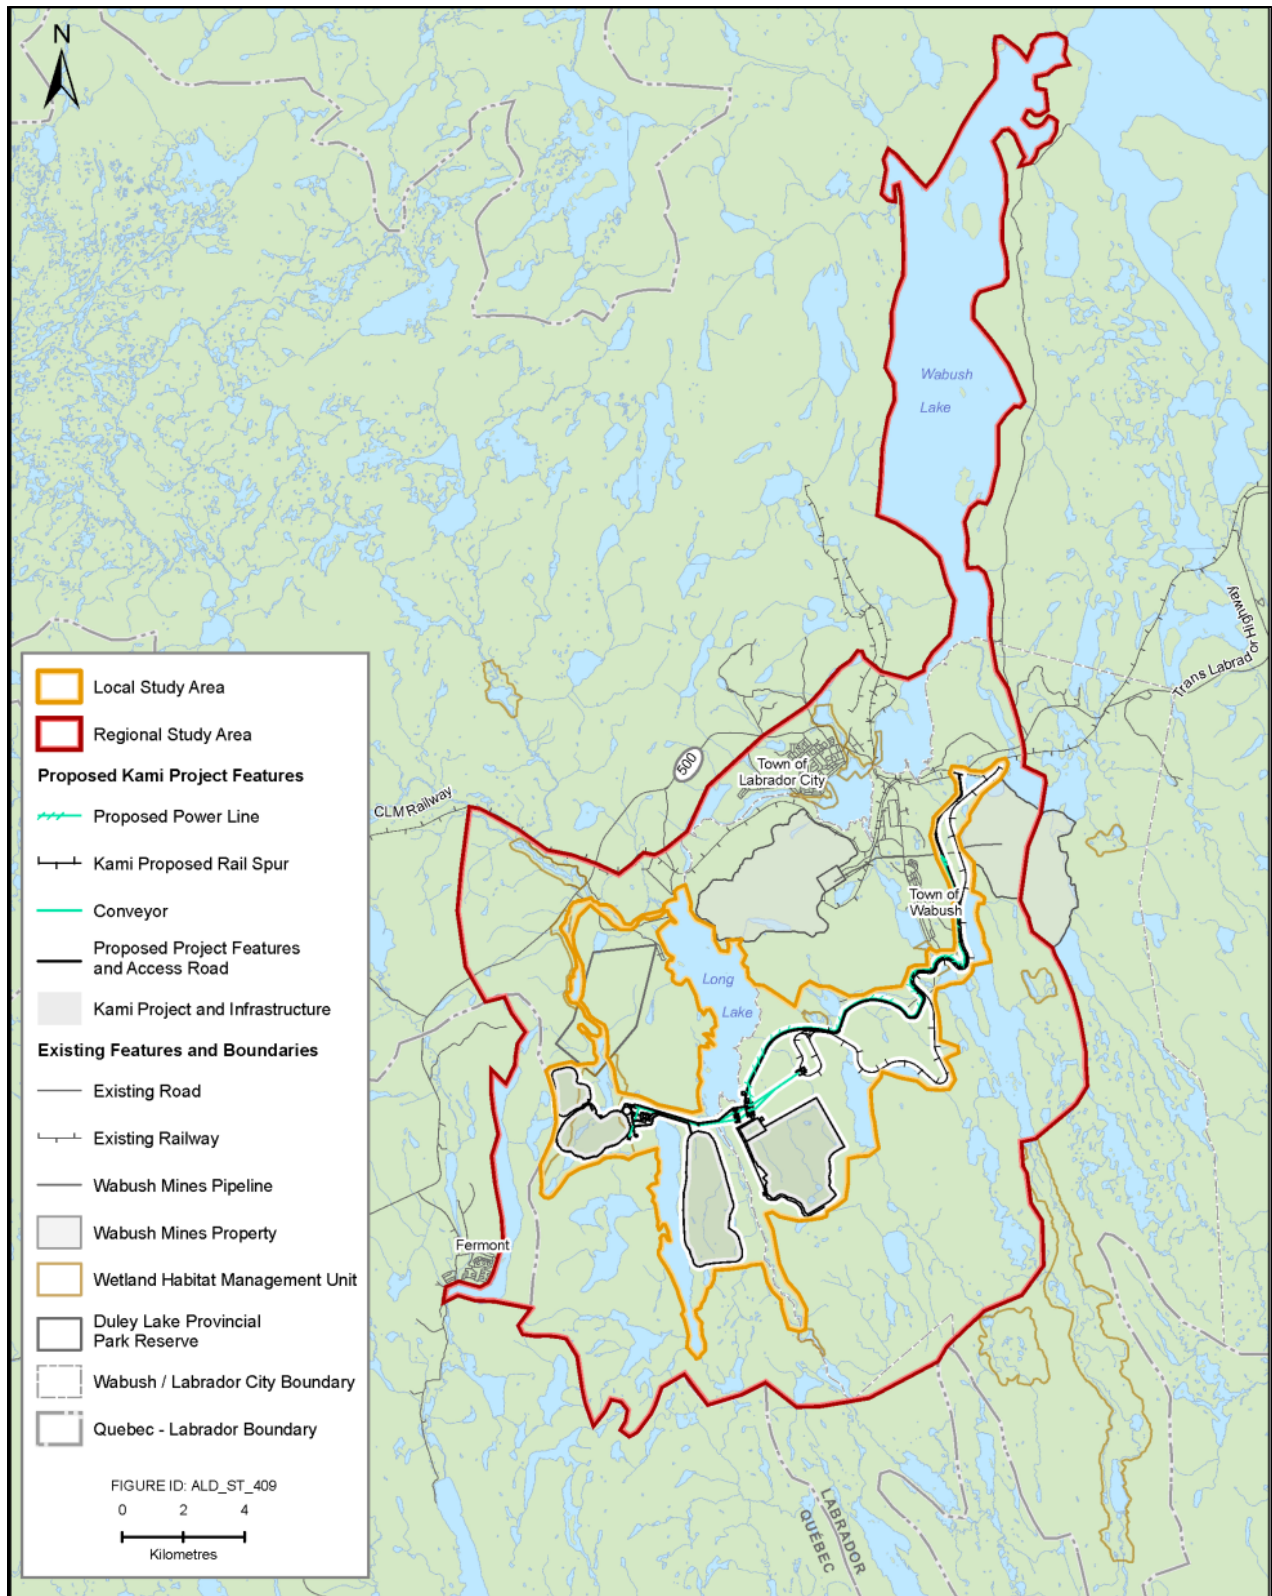 N
Wabush
Lake
Trans Labrador Highway
500
Town of
Labrador City
CLM Railway
Town of
Wabush
Long
Lake
Fermont
LABRADOR
QUÉBEC
Local Study Area
Regional Study Area
Proposed Kami Project Features
Proposed Power Line
Kami Proposed Rail Spur
Conveyor
Proposed Project Features
and Access Road
Kami Project and Infrastructure
Existing Features and Boundaries
Existing Road
Existing Railway
Wabush Mines Pipeline
Wabush Mines Property
Wetland Habitat Management Unit
Duley Lake Provincial
Park Reserve
Wabush / Labrador City Boundary
Quebec - Labrador Boundary
FIGURE ID: ALD_ST_409
0 2 4
Kilometres